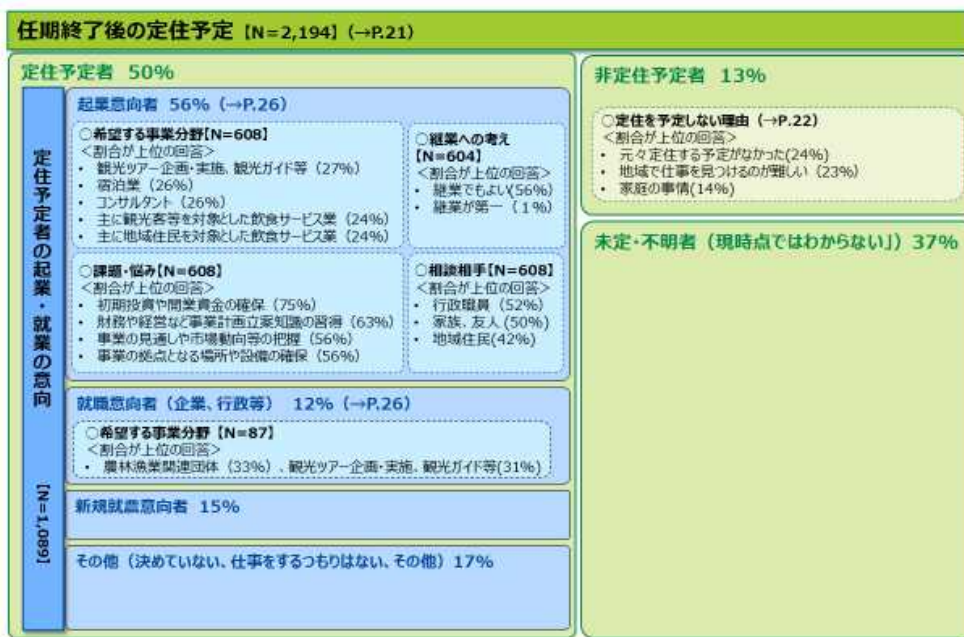 任期終了後の定住予定【N=2,194】(→P.21)
定住予定者 50%
定住予定者の起業・就業の意向
【N=1,089】
起業意向者 56%(→P.26)
○希望する事業分野【N=608】
<割合が上位の回答>
・ 観光ツアー企画・実施、観光ガイド等(27%)
・ 宿泊業(26%)
・ コンサルタント(26%)
・ 主に観光客等を対象とした飲食サービス業(24%)
・ 主に地域住民を対象とした飲食サービス業(24%)
○継業への考え
【N=604】
<割合が上位の回答>
・ 継業でもよい(56%)
・ 継業が第一(1%)
○課題・悩み【N=608】
<割合が上位の回答>
・ 初期投資や開業資金の確保(75%)
・ 財務や経営など事業計画立案知識の習得(63%)
・ 事業の見通しや市場動向等の把握(56%)
・ 事業の拠点となる場所や設備の確保(56%)
○相談相手【N=608】
<割合が上位の回答>
・ 行政職員(52%)
・ 家族、友人(50%)
・ 地域住民(42%)
就職意向者(企業、行政等) 12%(→P.26)
○希望する事業分野【N=87】
<割合が上位の回答>
・ 農林漁業関連団体(33%)、観光ツアー企画・実施、観光ガイド等(31%)
新規就農意向者 15%
その他(決めていない、仕事をするつもりはない、その他)17%
非定住予定者 13%
○定住を予定しない理由(→P.22)
<割合が上位の回答>
・ 元々定住する予定がなかった(24%)
・ 地域で仕事を見つけるのが難しい(23%)
・ 家庭の事情(14%)
未定・不明者(現時点ではわからない」)37%